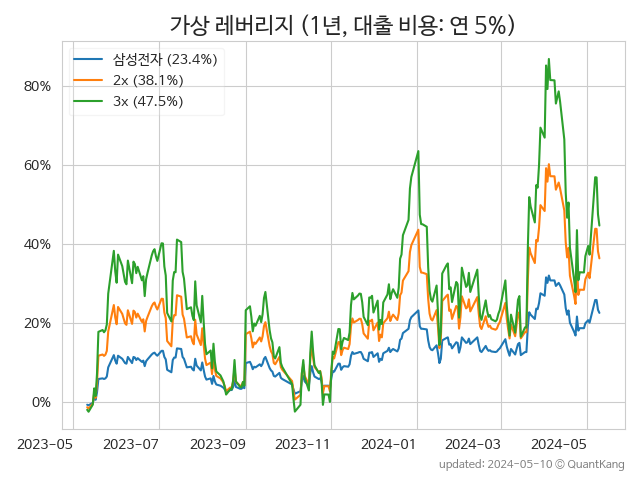 가상 레버리지 (1년, 대출 비용: 연 5%)
삼성전자 (23.4%)
2x (38.1%)
3x (47.5%)
80%
60%
40%
20%
0%
2023-05 2023-07 2023-09 2023-11 2024-01 2024-03 2024-05
updated: 2024-05-10 ⓒ QuantKang